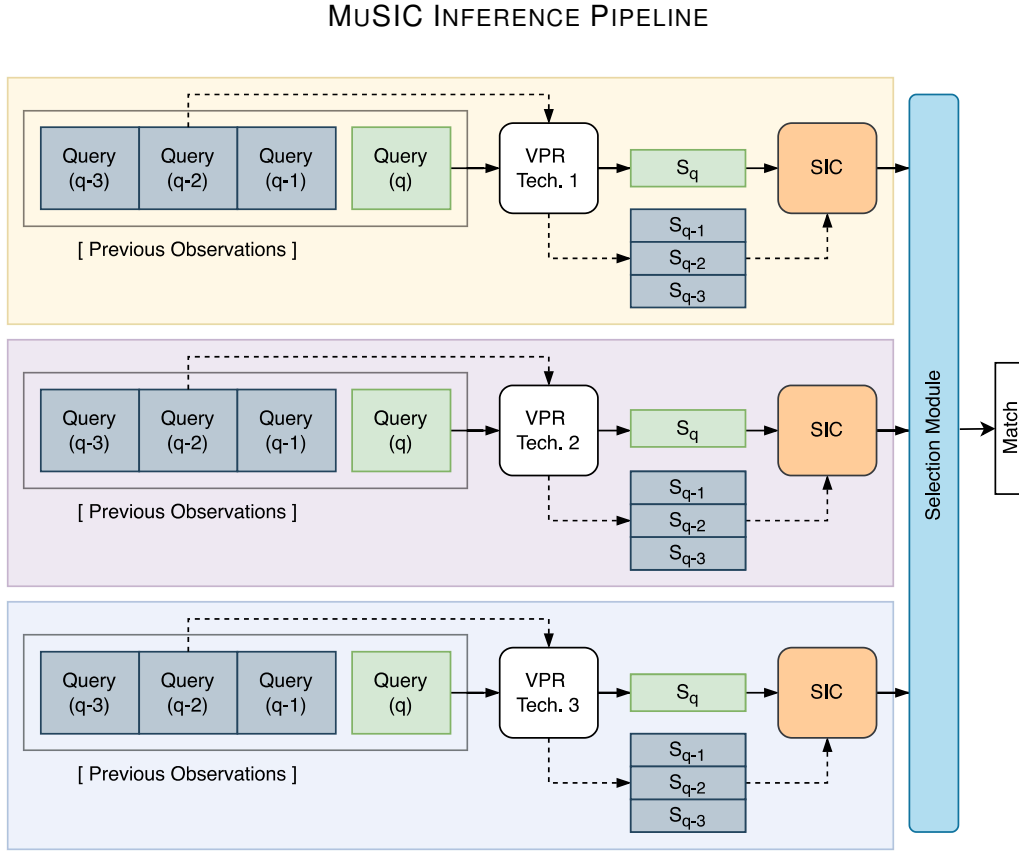 MUSIC INFERENCE PIPELINE
Query (q-3)
Query (q-2)
Query (q-1)
Query (q)
[ Previous Observations ]
VPR
Tech. 1
Sq
Sq-1
Sq-2
Sq-3
SIC
Query (q-3)
Query (q-2)
Query (q-1)
Query (q)
[ Previous Observations ]
VPR
Tech. 2
Sq
Sq-1
Sq-2
Sq-3
SIC
Query (q-3)
Query (q-2)
Query (q-1)
Query (q)
[ Previous Observations ]
VPR
Tech. 3
Sq
Sq-1
Sq-2
Sq-3
SIC
Selection Module
Match